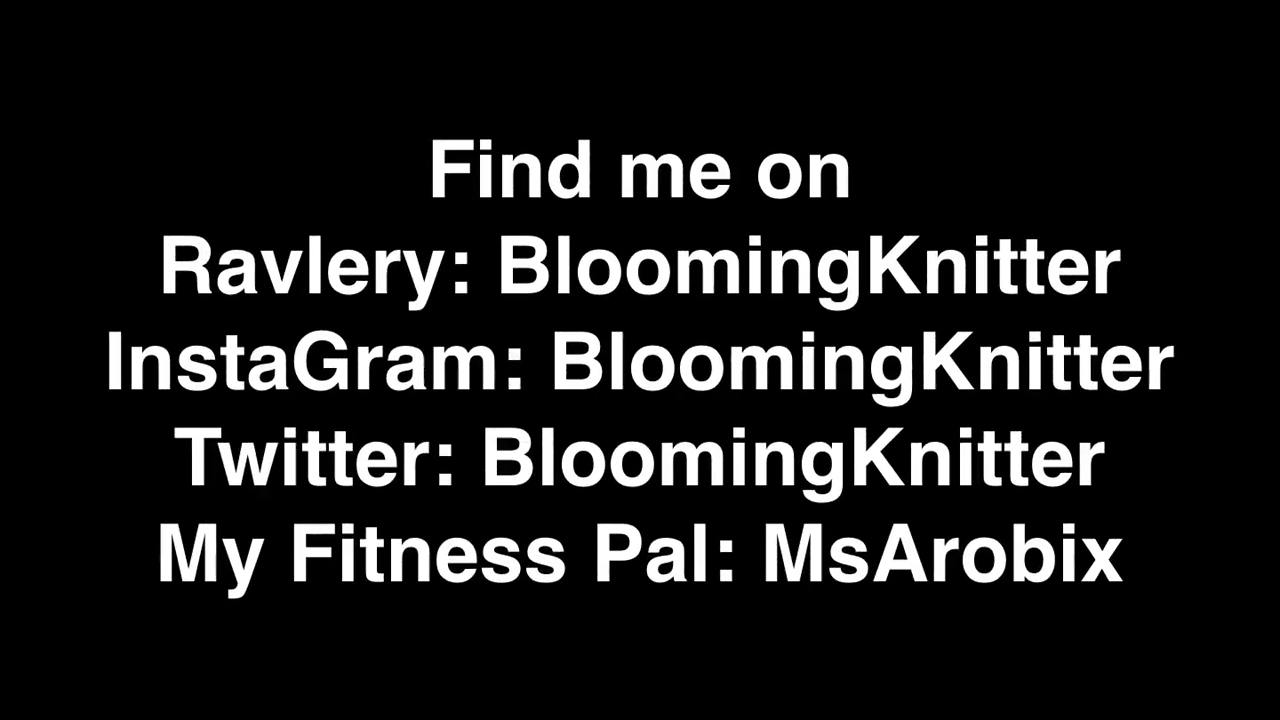 Find me on
Ravlery: BloomingKnitter
InstaGram: BloomingKnitter
Twitter: BloomingKnitter
My Fitness Pal: MsArobix